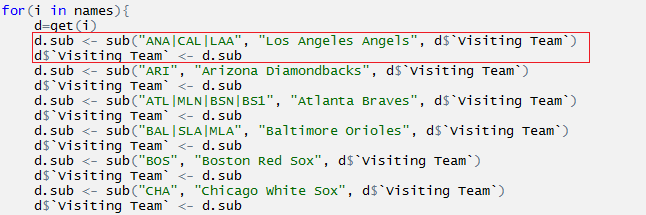 for(i in names){
d=get(i)
d.sub <- sub("ANA|CAL|LAA", "Los Angeles Angels", d$`Visiting Team`)
d$`Visiting Team` <- d.sub
d.sub <- sub("ARI", "Arizona Diamondbacks", d$`Visiting Team`)
d$`Visiting Team` <- d.sub
d.sub <- sub("ATL|MLN|BSN|BS1", "Atlanta Braves", d$`Visiting Team`)
d$`Visiting Team` <- d.sub
d.sub <- sub("BAL|SLA|MLA", "Baltimore Orioles", d$`Visiting Team`)
d$`Visiting Team` <- d.sub
d.sub <- sub("BOS", "Boston Red Sox", d$`Visiting Team`)
d$`Visiting Team` <- d.sub
d.sub <- sub("CHA", "Chicago White Sox", d$`Visiting Team`)
d$`Visiting Team` <- d.sub